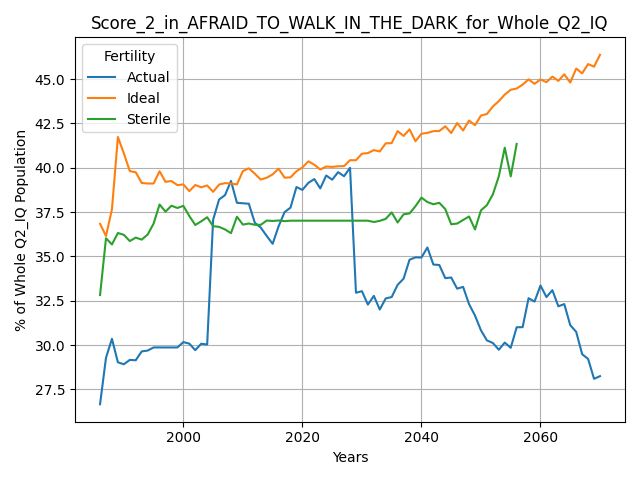 Score_2_in_AFRAID_TO_WALK_IN_THE_DARK_for_Whole_Q2_IQ
Fertility
Actual
Ideal
Sterile
% of Whole Q2_IQ Population
45.0
42.5
40.0
37.5
35.0
32.5
30.0
27.5
2000 2020 2040 2060
Years